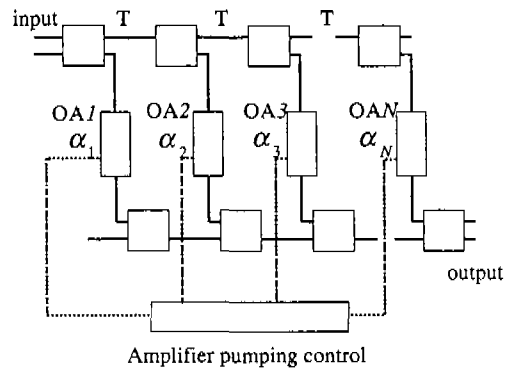 input
T T T
OA1 OA2 OA3 OAN
α1 α2 α3 αN
output
Amplifier pumping control